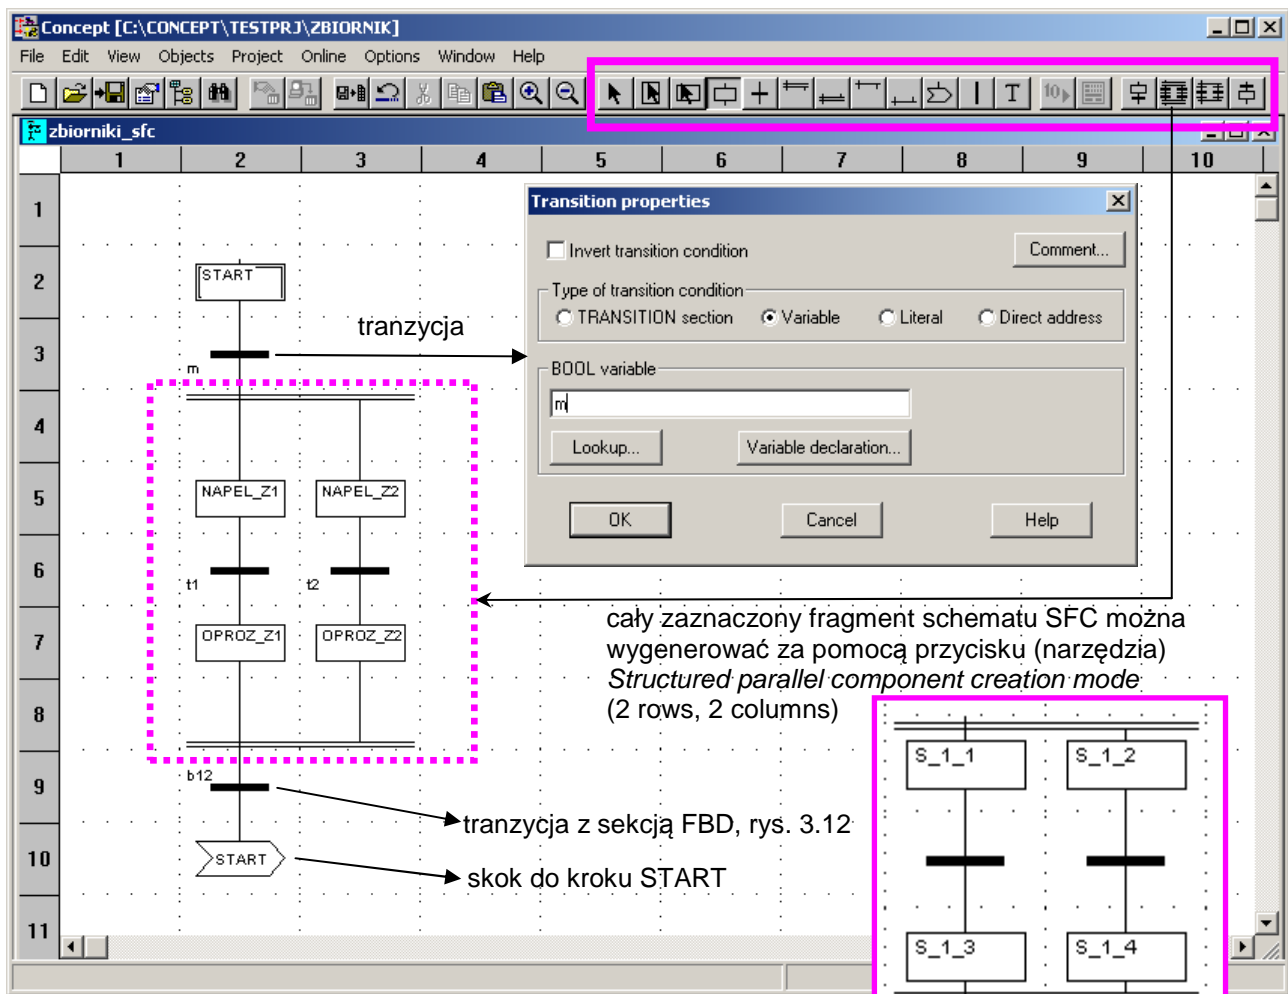 Concept [C:\CONCEPT\TESTPRJ\ZBIORNIK]
File Edit View Objects Project Online Options Window Help
T 10
zbiorniki_sfc
1 2 3 4 5 6 7 8 9 10
1
2
3
4
5
6
7
8
9
10
11
START
tranzycja
m
NAPEL_Z1 NAPEL_Z2
t1 t2
OPROZ_Z1 OPROZ_Z2
b12
START
Transition properties
Invert transition condition Comment...
Type of transition condition
TRANSITION section Variable Literal Direct address
BOOL variable
m
Lookup... Variable declaration...
OK Cancel Help
cały zaznaczony fragment schematu SFC można
wygenerować za pomocą przycisku (narzędzia)
Structured parallel component creation mode
(2 rows, 2 columns)
tranzycja z sekcją FBD, rys. 3.12
skok do kroku START
S_1_1 S_1_2
S_1_3 S_1_4